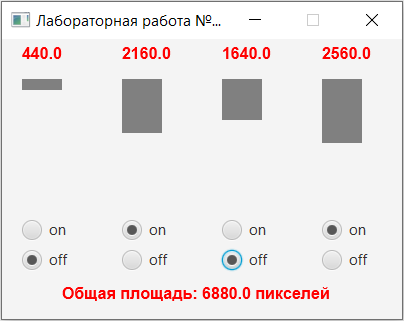 Лабораторная работа №...
440.0 2160.0 1640.0 2560.0
on on on on
off off off off
Общая площадь: 6880.0 пикселей